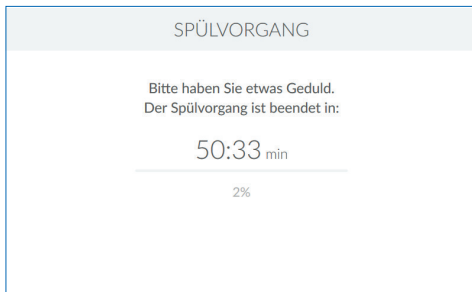 SPÜLVORGANG
Bitte haben Sie etwas Geduld.
Der Spülvorgang ist beendet in:
50:33 min
2%